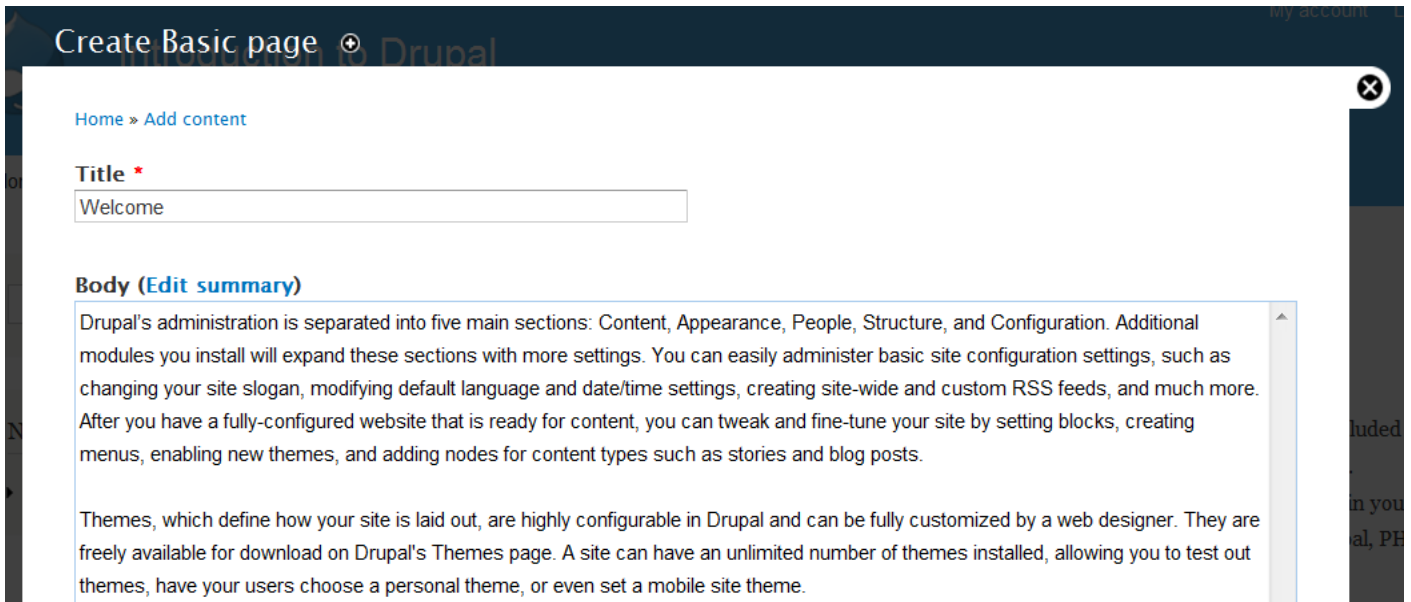 My account
Create Basic page
Introduction to Drupal
Home » Add content
Title *
Welcome
Body (Edit summary)
Drupal’s administration is separated into five main sections: Content, Appearance, People, Structure, and Configuration. Additional
modules you install will expand these sections with more settings. You can easily administer basic site configuration settings, such as
changing your site slogan, modifying default language and date/time settings, creating site-wide and custom RSS feeds, and much more.
After you have a fully-configured website that is ready for content, you can tweak and fine-tune your site by setting blocks, creating
menus, enabling new themes, and adding nodes for content types such as stories and blog posts.
Themes, which define how your site is laid out, are highly configurable in Drupal and can be fully customized by a web designer. They are
freely available for download on Drupal's Themes page. A site can have an unlimited number of themes installed, allowing you to test out
themes, have your users choose a personal theme, or even set a mobile site theme.